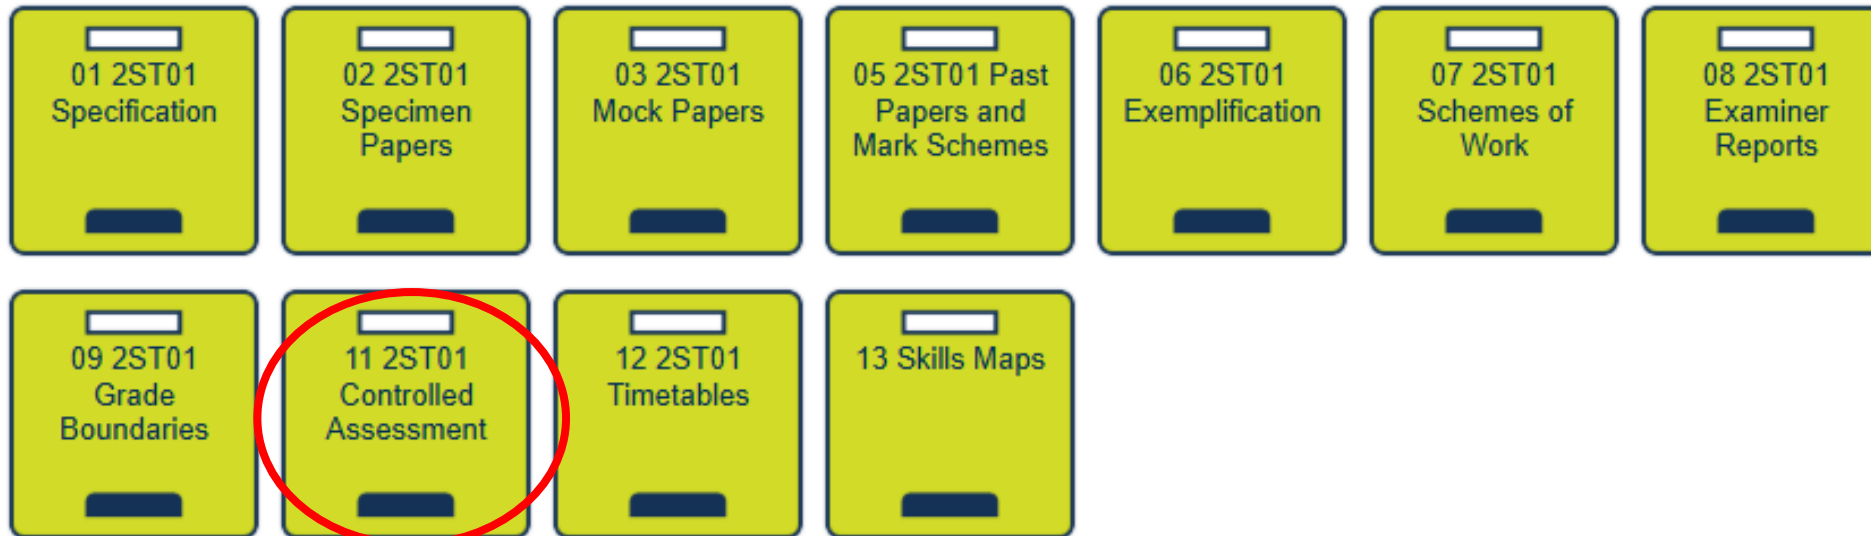 01 2ST01
Specification
02 2ST01
Specimen
Papers
03 2ST01
Mock Papers
05 2ST01 Past
Papers and
Mark Schemes
06 2ST01
Exemplification
07 2ST01
Schemes of
Work
08 2ST01
Examiner
Reports
09 2ST01
Grade
Boundaries
11 2ST01
Controlled
Assessment
12 2ST01
Timetables
13 Skills Maps